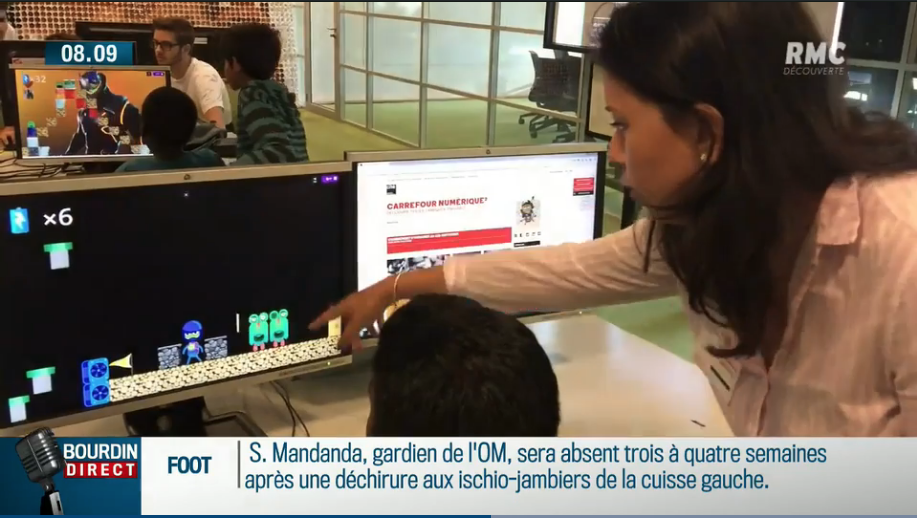 08.09
RMC
DÉCOUVERTE
×32
×6
CARREFOUR NUMÉRIQUE²
BOURDIN
DIRECT
FOOT
S. Mandanda, gardien de l'OM, sera absent trois à quatre semaines
après une déchirure aux ischio-jambiers de la cuisse gauche.